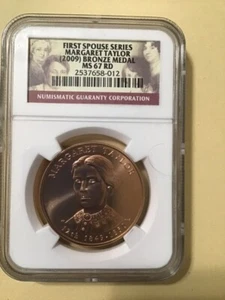 FIRST SPOUSE SERIES
MARGARET TAYLOR
(2009) BRONZE MEDAL
MS 67 RD
2537658-012
NUMISMATIC GUARANTY CORPORATION
MARGARET TAYLOR